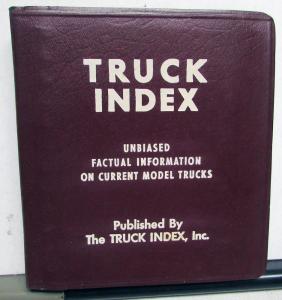 TRUCK
INDEX
UNBIASED
FACTUAL INFORMATION
ON CURRENT MODEL TRUCKS
Published By
The TRUCK INDEX, Inc.